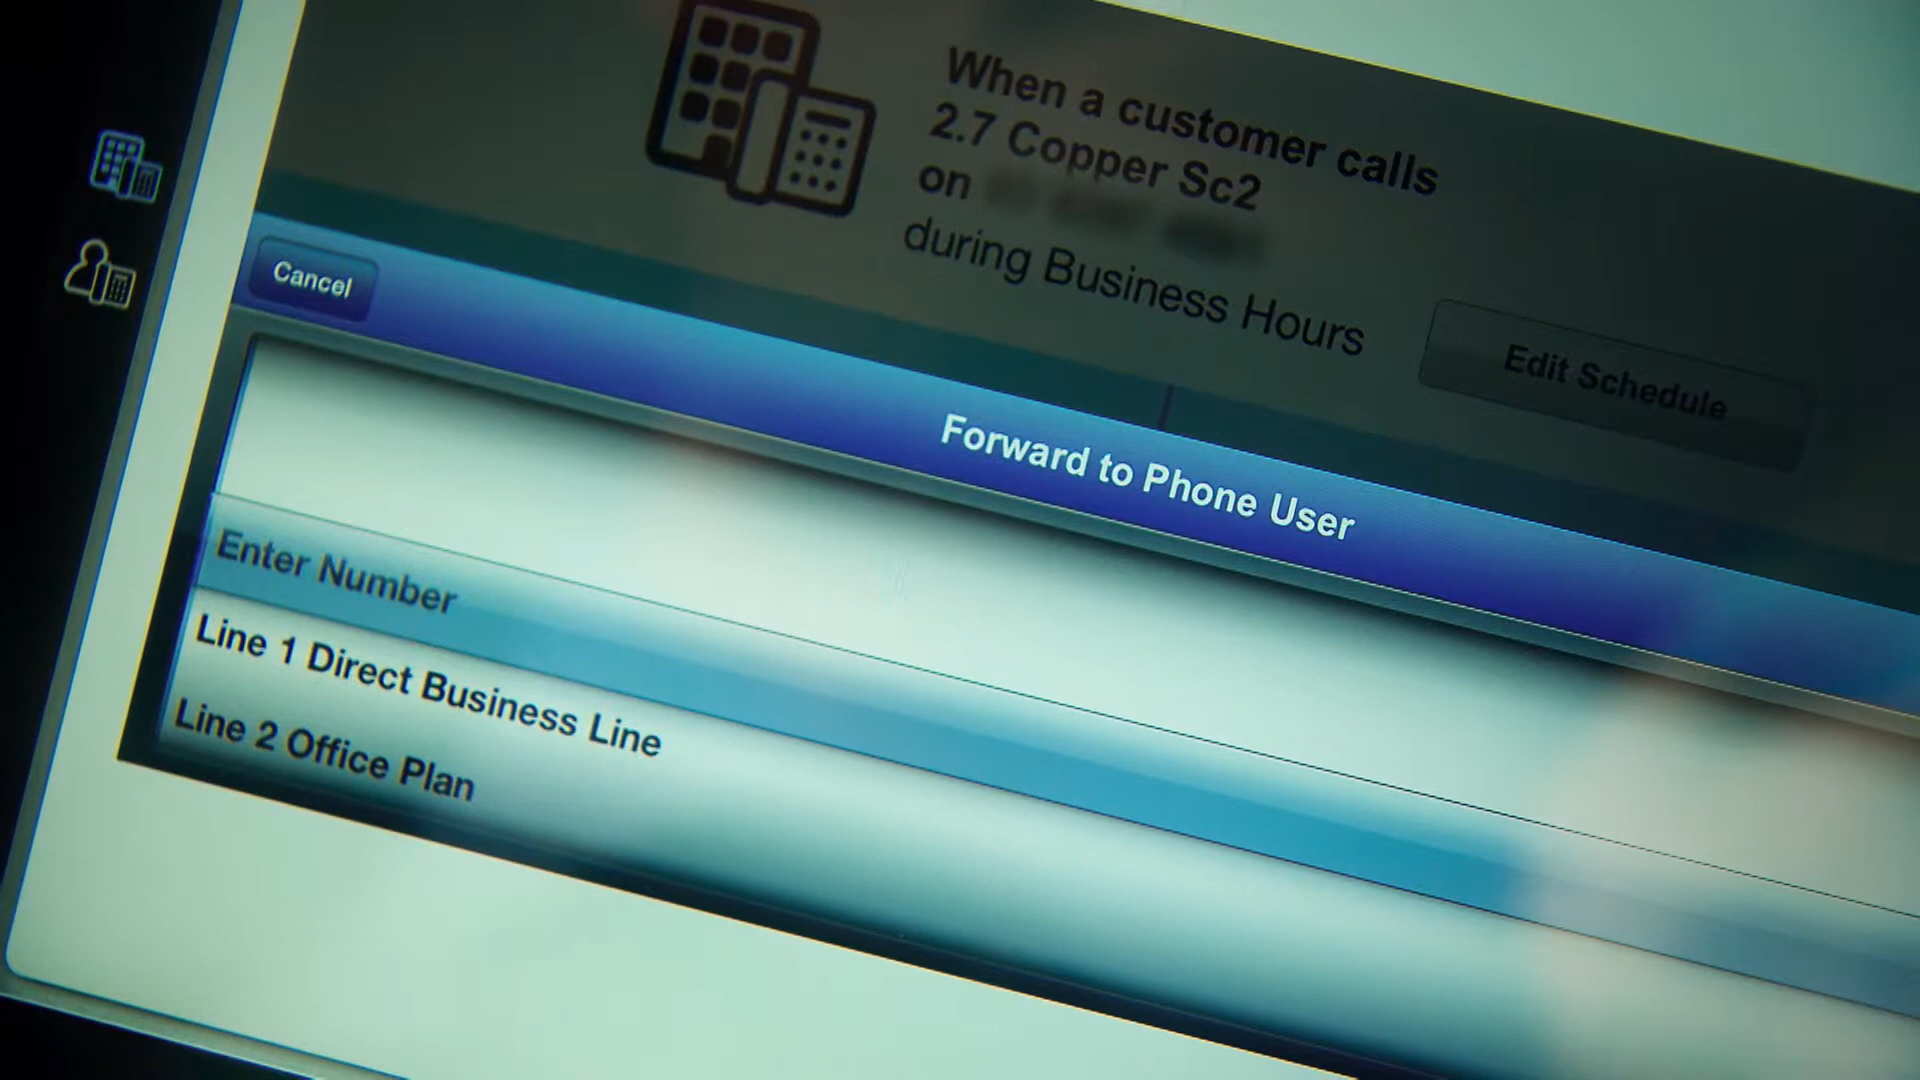 When a customer calls
2.7 Copper Sc2
on
during Business Hours
Edit Schedule
Cancel
Forward to Phone User
Enter Number
Line 1 Direct Business Line
Line 2 Office Plan